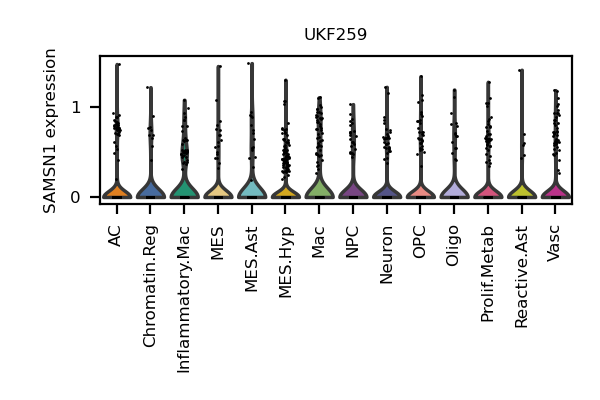 UKF259
SAMSN1 expression
1
0
AC
Chromatin.Reg
Inflammatory.Mac
MES
MES.Ast
MES.Hyp
Mac
NPC
Neuron
OPC
Oligo
Prolif.Metab
Reactive.Ast
Vasc